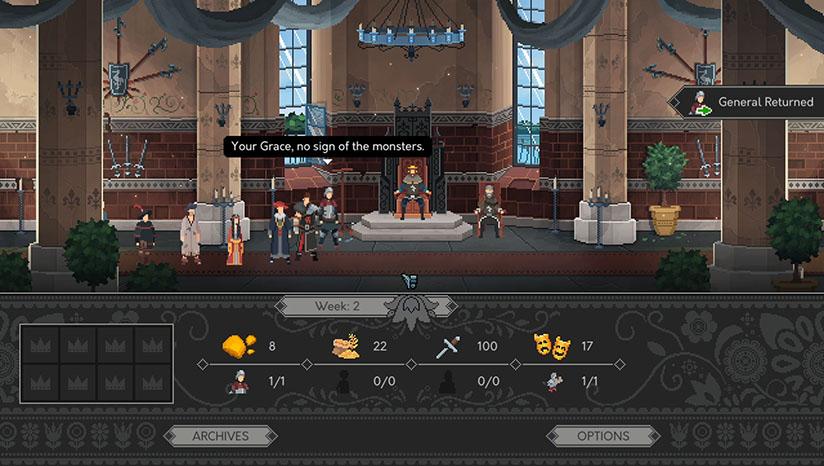 General Returned
Your Grace, no sign of the monsters.
Week: 2
8
22
100
17
1/1
0/0
0/0
1/1
ARCHIVES
OPTIONS